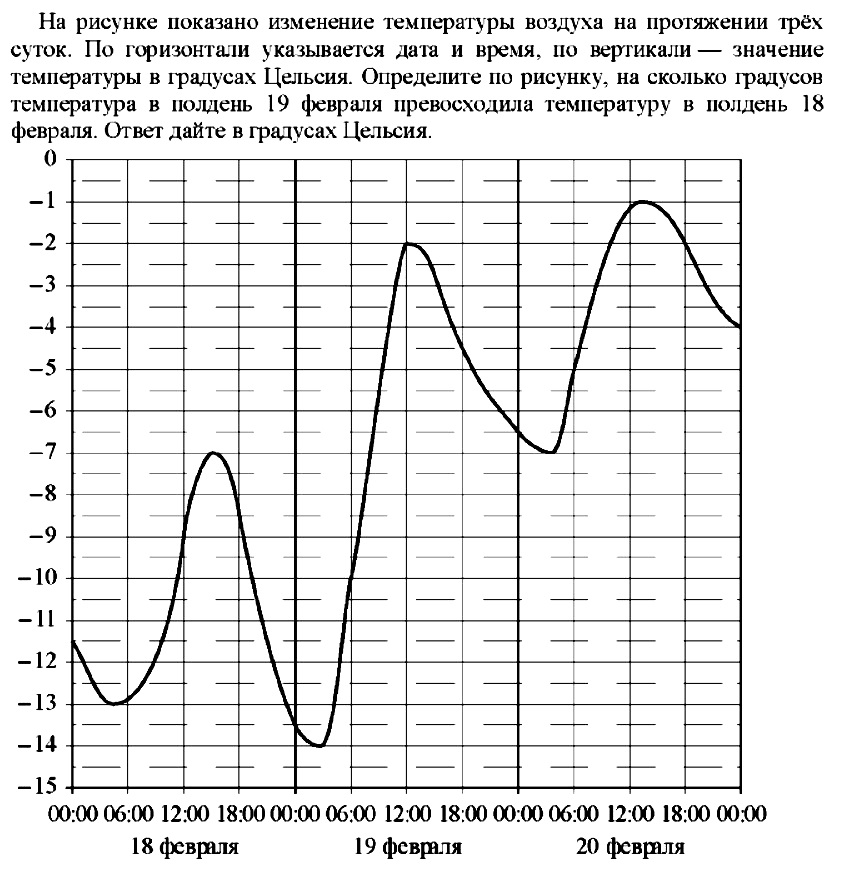 На рисунке показано изменение температуры воздуха на протяжении трёх
суток. По горизонтали указывается дата и время, по вертикали — значение
температуры в градусах Цельсия. Определите по рисунку, на сколько градусов
температура в полдень 19 февраля превосходила температуру в полдень 18
февраля. Ответ дайте в градусах Цельсия.
0
−1
−2
−3
−4
−5
−6
−7
−8
−9
−10
−11
−12
−13
−14
−15
00:00 06:00 12:00 18:00 00:00 06:00 12:00 18:00 00:00 06:00 12:00 18:00 00:00
18 февраля 19 февраля 20 февраля